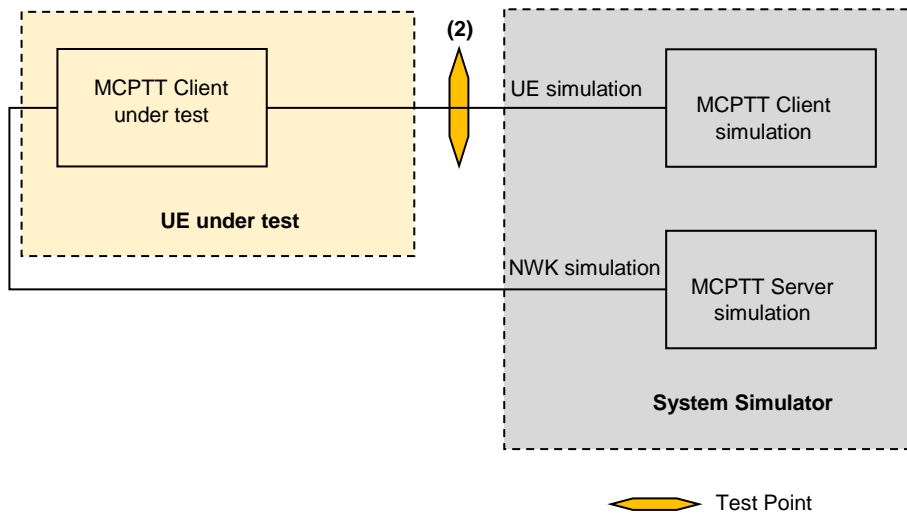 (2)
MCPTT Client
under test
UE simulation
MCPTT Client
simulation
UE under test
NWK simulation
MCPTT Server
simulation
System Simulator
Test Point